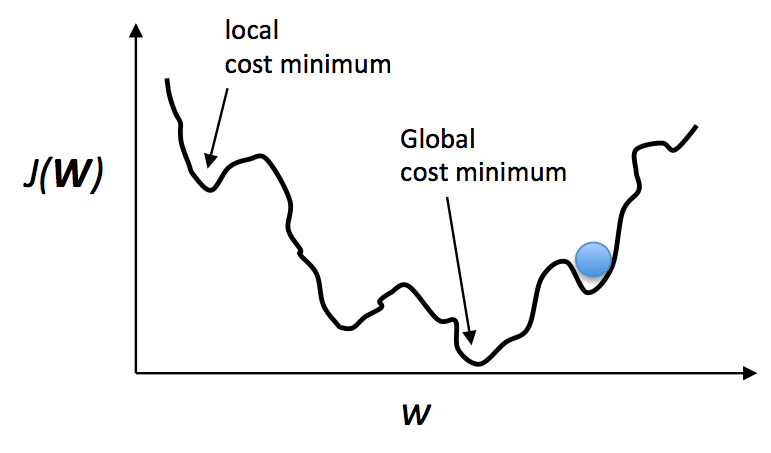 local
cost minimum
Global
cost minimum
J(W)
w